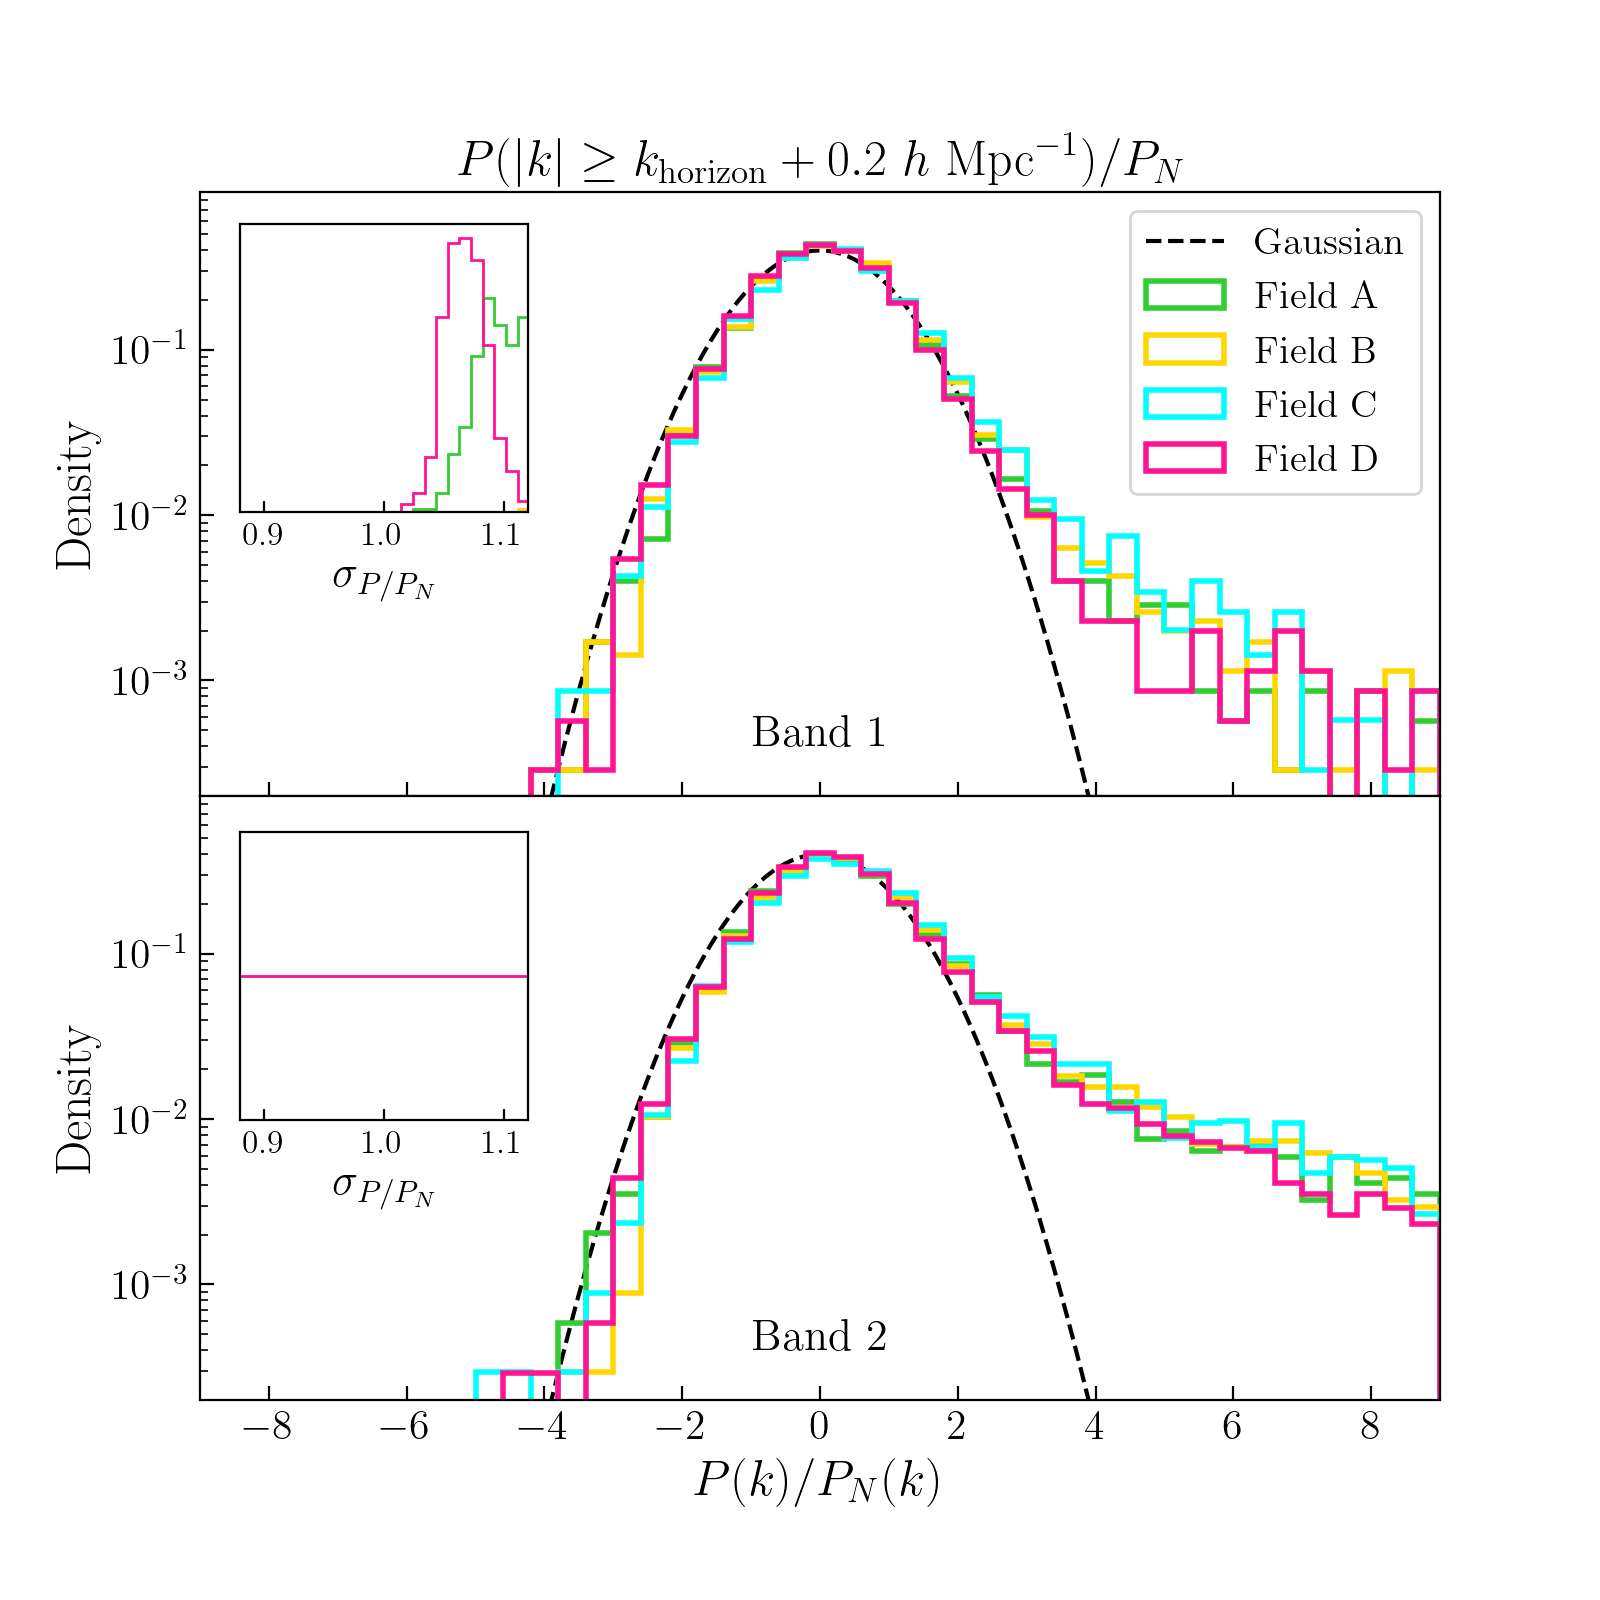 P(|k| ≥ k_horizon + 0.2 h Mpc⁻¹)/P_N
Gaussian
Field A
Field B
Field C
Field D
10⁻¹
10⁻²
10⁻³
Density
0.9 1.0 1.1
σ_P/P_N
Band 1
10⁻¹
10⁻²
10⁻³
Density
0.9 1.0 1.1
σ_P/P_N
Band 2
−8 −6 −4 −2 0 2 4 6 8
P(k)/P_N(k)